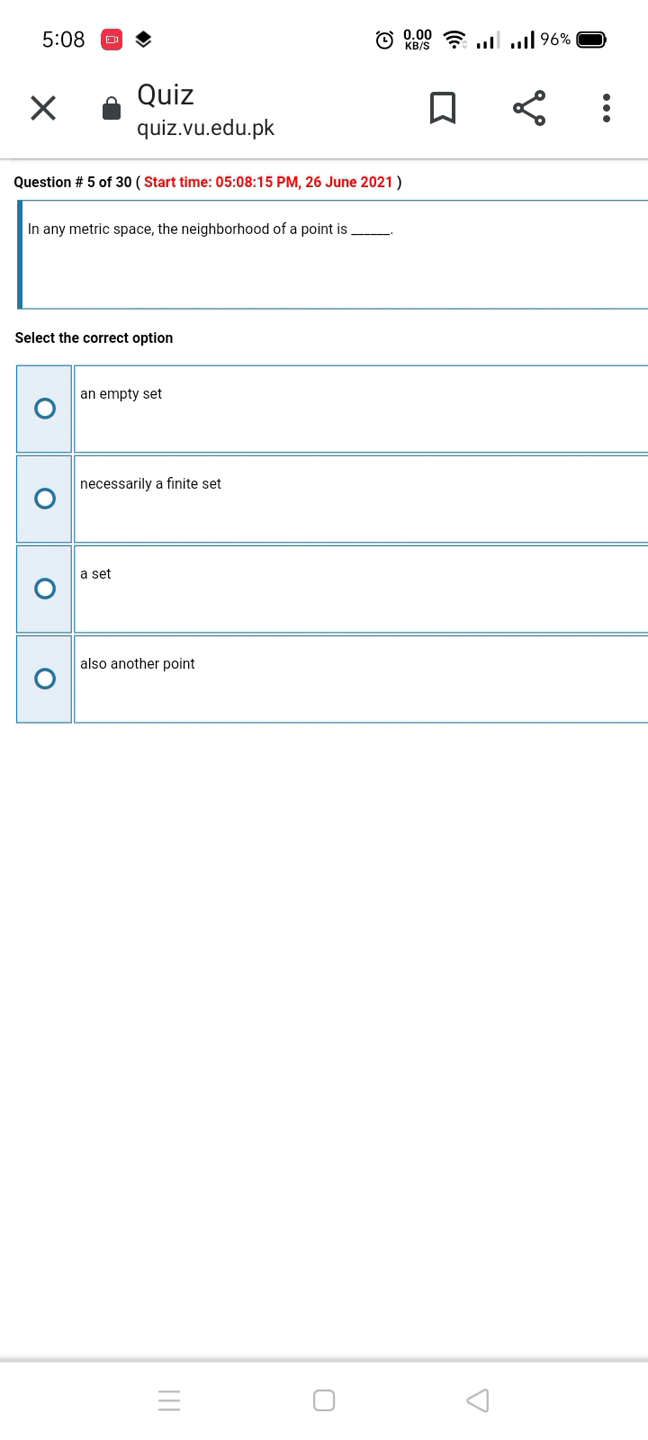 5:08 0.00 KB/S 96%
Quiz
quiz.vu.edu.pk
Question # 5 of 30 ( Start time: 05:08:15 PM, 26 June 2021 )
In any metric space, the neighborhood of a point is ______.
Select the correct option
an empty set
necessarily a finite set
a set
also another point